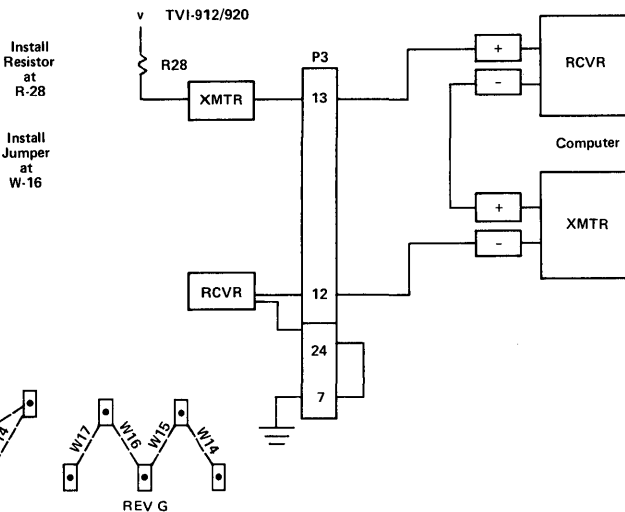 v TVI-912/920
Install
Resistor
at
R-28
R28
P3
XMTR
13
+
-
RCVR
Install
Jumper
at
W-16
Computer
+
-
XMTR
RCVR
12
24
7
W17
W16
W15
W14
REV G